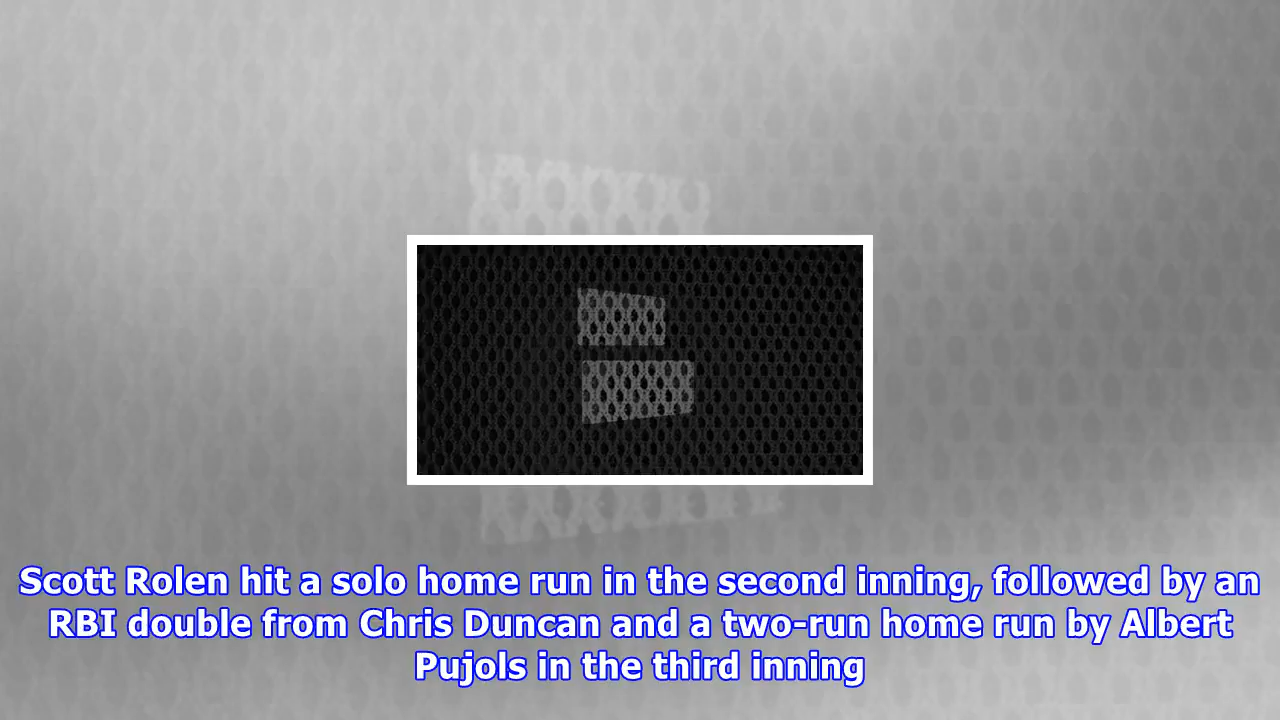 Scott Rolen hit a solo home run in the second inning, followed by an
RBI double from Chris Duncan and a two-run home run by Albert
Pujols in the third inning